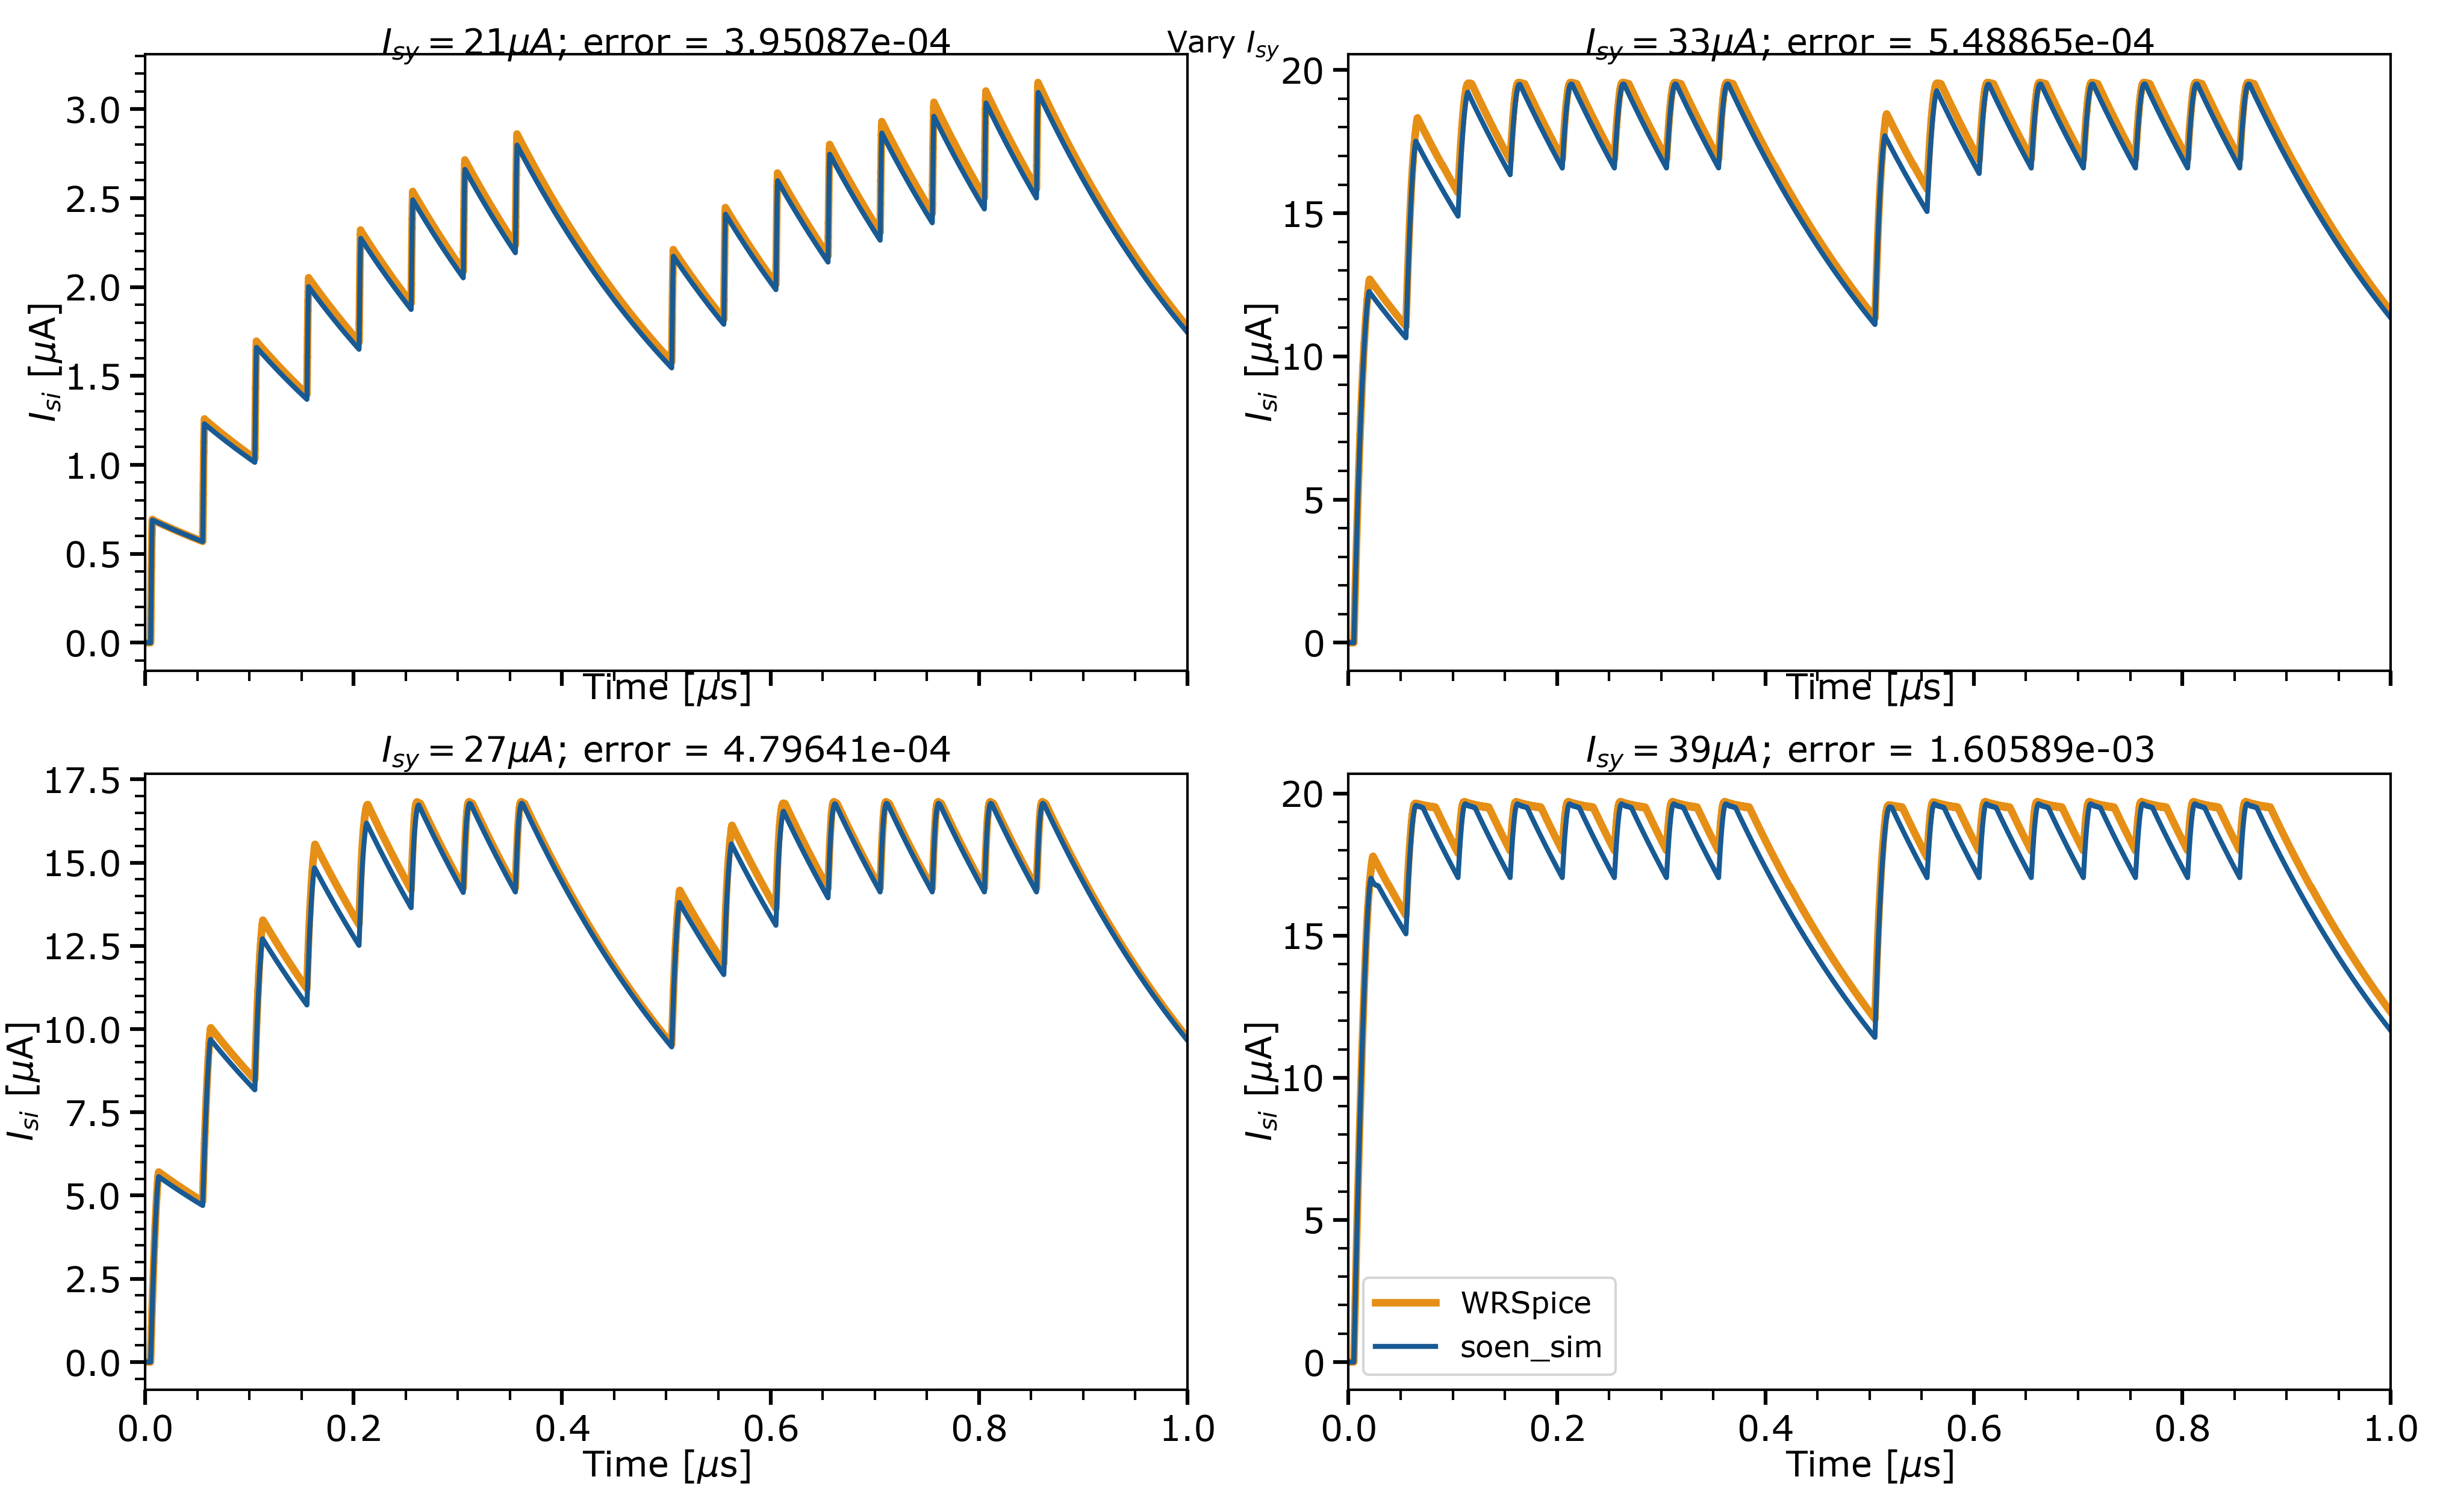 Vary I_sy
I_sy = 21μA; error = 3.95087e-04
3.0
2.5
2.0
1.5
1.0
0.5
0.0
I_si [μA]
Time [μs]
I_sy = 33μA; error = 5.48865e-04
20
15
10
5
0
I_si [μA]
Time [μs]
I_sy = 27μA; error = 4.79641e-04
17.5
15.0
12.5
10.0
7.5
5.0
2.5
0.0
I_si [μA]
0.0 0.2 0.4 0.6 0.8 1.0
Time [μs]
I_sy = 39μA; error = 1.60589e-03
20
15
10
5
0
I_si [μA]
WRSpice
soen_sim
0.0 0.2 0.4 0.6 0.8 1.0
Time [μs]